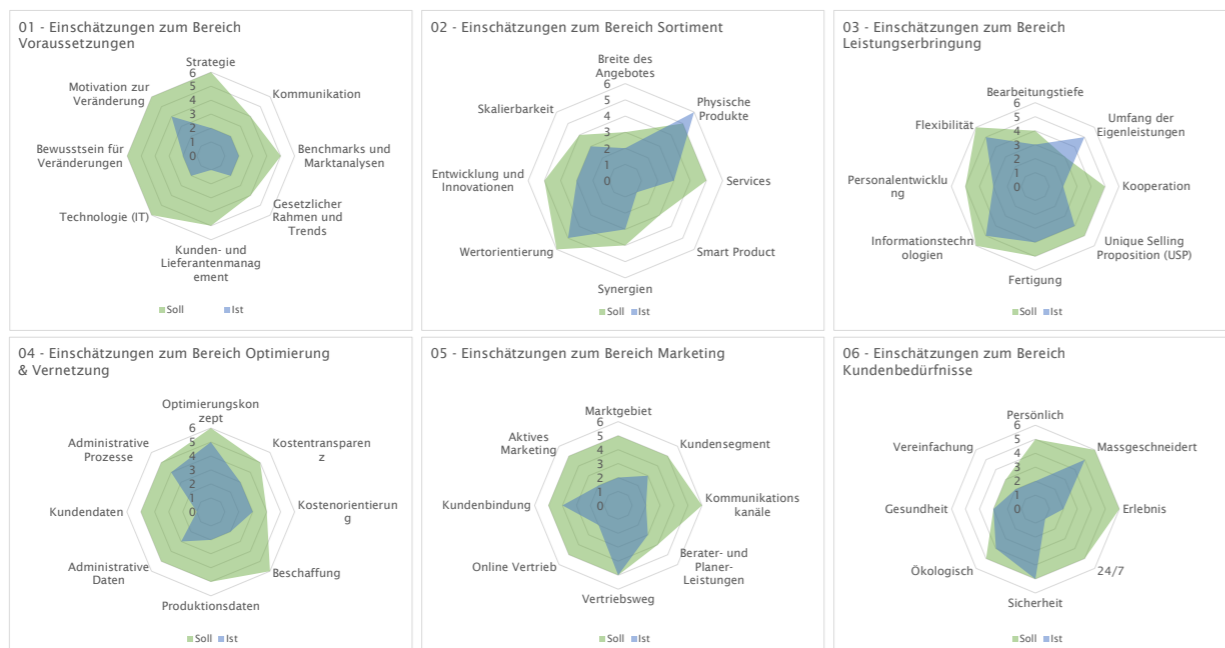 01 - Einschätzungen zum Bereich
Voraussetzungen
Strategie
Kommunikation
Benchmarks und
Marktanalysen
Gesetzlicher
Rahmen und
Trends
Kunden- und
Lieferantenmanag
ement
Technologie (IT)
Bewusstsein für
Veränderungen
Motivation zur
Veränderung
6
5
4
3
2
1
0
Soll
Ist
02 - Einschätzungen zum Bereich Sortiment
Breite des
Angebotes
Physische
Produkte
Services
Smart Product
Synergien
Wertorientierung
Entwicklung und
Innovationen
Skalierbarkeit
6
5
4
3
2
1
0
Soll
Ist
03 - Einschätzungen zum Bereich
Leistungserbringung
Bearbeitungstiefe
Umfang der
Eigenleistungen
Kooperation
Unique Selling
Proposition (USP)
Fertigung
Informationstechn
ologien
Personalentwicklu
ng
Flexibilität
6
5
4
3
2
1
0
Soll
Ist
04 - Einschätzungen zum Bereich Optimierung
& Vernetzung
Optimierungskon
zept
Kostentransparen
z
Kostenorientierun
g
Beschaffung
Produktionsdaten
Administrative
Daten
Kundendaten
Administrative
Prozesse
6
5
4
3
2
1
0
Soll
Ist
05 - Einschätzungen zum Bereich Marketing
Marktgebiet
Kundensegment
Kommunikations
kanäle
Berater- und
Planer-
Leistungen
Vertriebsweg
Online Vertrieb
Kundenbindung
Aktives
Marketing
6
5
4
3
2
1
0
Soll
Ist
06 - Einschätzungen zum Bereich
Kundenbedürfnisse
Persönlich
Massgeschneidert
Erlebnis
24/7
Sicherheit
Ökologisch
Gesundheit
Vereinfachung
6
5
4
3
2
1
0
Soll
Ist